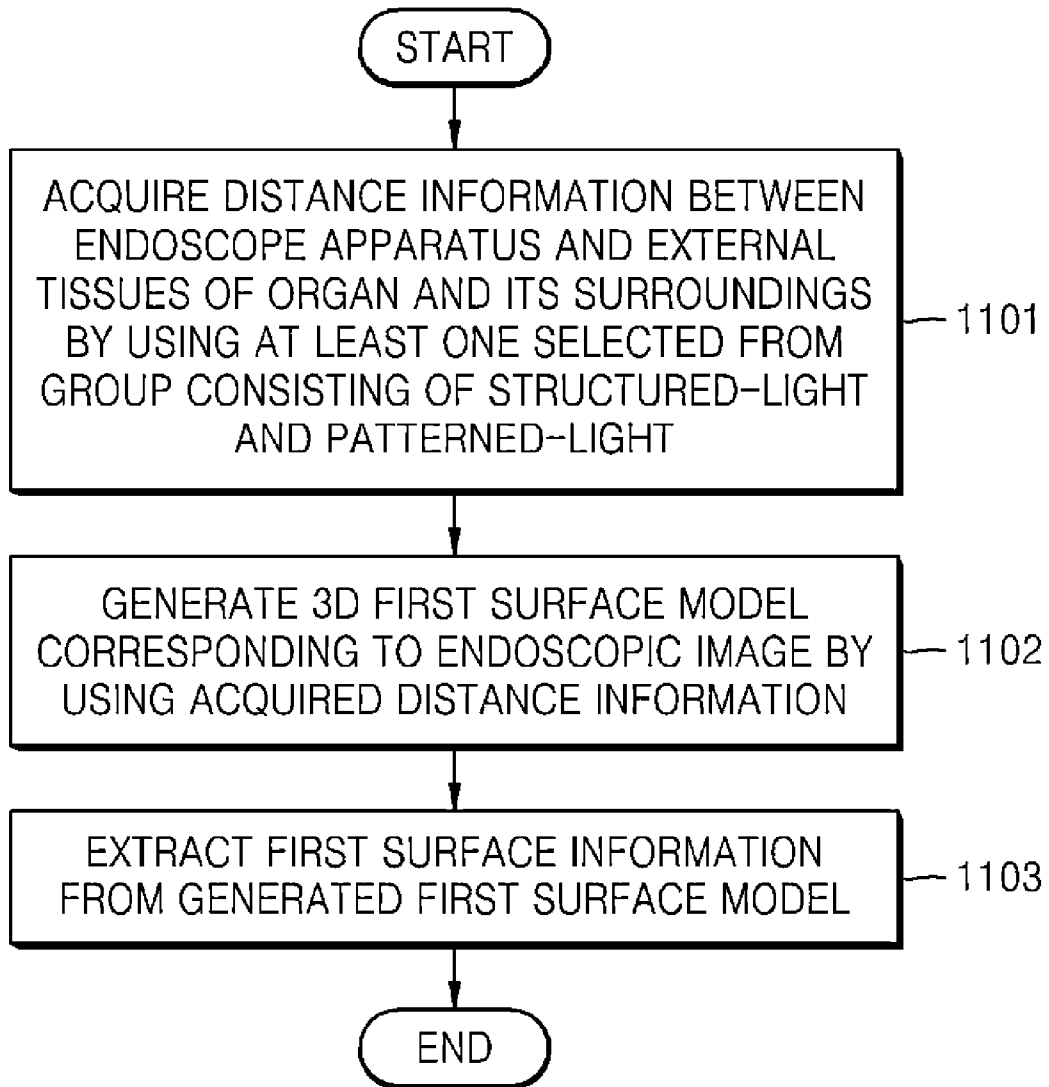 START
ACQUIRE DISTANCE INFORMATION BETWEEN
ENDOSCOPE APPARATUS AND EXTERNAL
TISSUES OF ORGAN AND ITS SURROUNDINGS
BY USING AT LEAST ONE SELECTED FROM
GROUP CONSISTING OF STRUCTURED-LIGHT
AND PATTERNED-LIGHT
1101
GENERATE 3D FIRST SURFACE MODEL
CORRESPONDING TO ENDOSCOPIC IMAGE BY
USING ACQUIRED DISTANCE INFORMATION
1102
EXTRACT FIRST SURFACE INFORMATION
FROM GENERATED FIRST SURFACE MODEL
1103
END